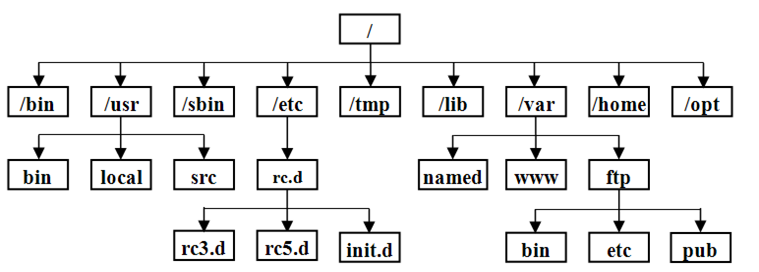 /
/bin /usr /sbin /etc /tmp /lib /var /home /opt
bin local src rc.d named www ftp
rc3.d rc5.d init.d bin etc pub